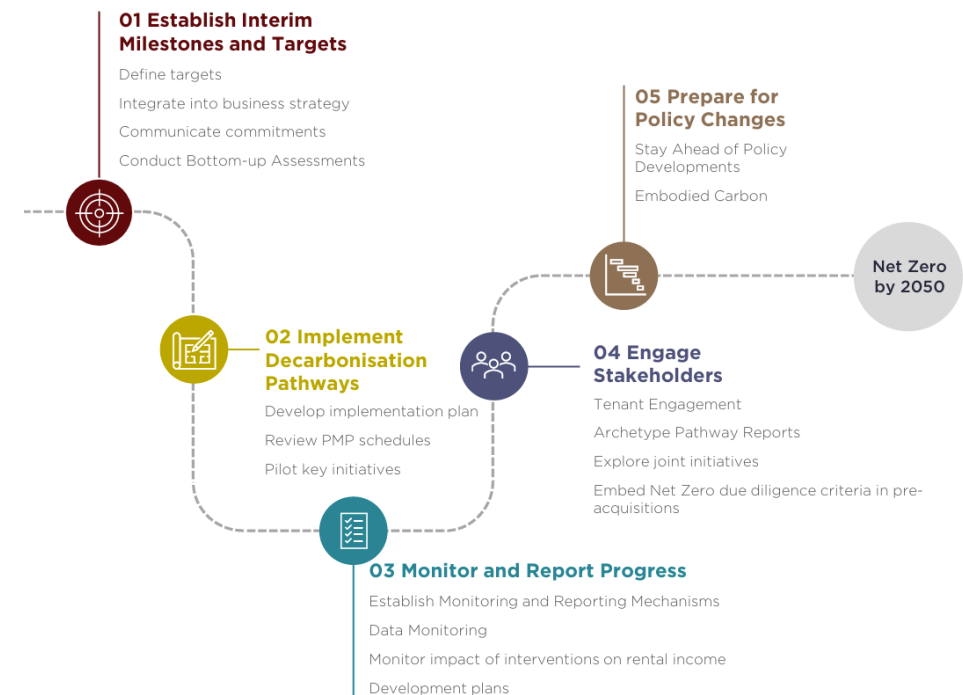 01 Establish Interim
Milestones and Targets
Define targets
Integrate into business strategy
Communicate commitments
Conduct Bottom-up Assessments
02 Implement
Decarbonisation
Pathways
Develop implementation plan
Review PMP schedules
Pilot key initiatives
03 Monitor and Report Progress
Establish Monitoring and Reporting Mechanisms
Data Monitoring
Monitor impact of interventions on rental income
Development plans
04 Engage
Stakeholders
Tenant Engagement
Archetype Pathway Reports
Explore joint initiatives
Embed Net Zero due diligence criteria in pre-
acquisitions
05 Prepare for
Policy Changes
Stay Ahead of Policy
Developments
Embodied Carbon
Net Zero
by 2050